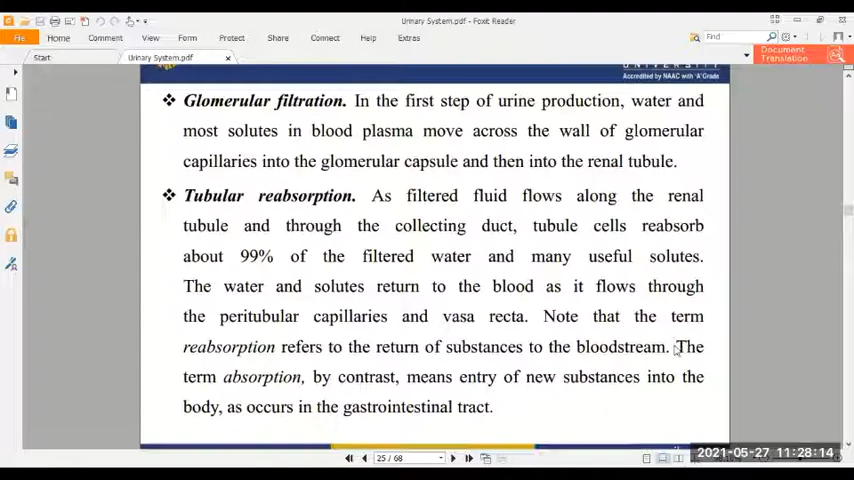 Urinary System.pdf - Foxit Reader
File Home Comment View Form Protect Share Connect Help Extras Find
Document
Translation
Start Urinary System.pdf
UNIVERSITY
Accredited by NAAC with 'A'Grade
❖ Glomerular filtration. In the first step of urine production, water and
most solutes in blood plasma move across the wall of glomerular
capillaries into the glomerular capsule and then into the renal tubule.
❖ Tubular reabsorption. As filtered fluid flows along the renal
tubule and through the collecting duct, tubule cells reabsorb
about 99% of the filtered water and many useful solutes.
The water and solutes return to the blood as it flows through
the peritubular capillaries and vasa recta. Note that the term
reabsorption refers to the return of substances to the bloodstream. The
term absorption, by contrast, means entry of new substances into the
body, as occurs in the gastrointestinal tract.
25 / 68
2021-05-27 11:28:14